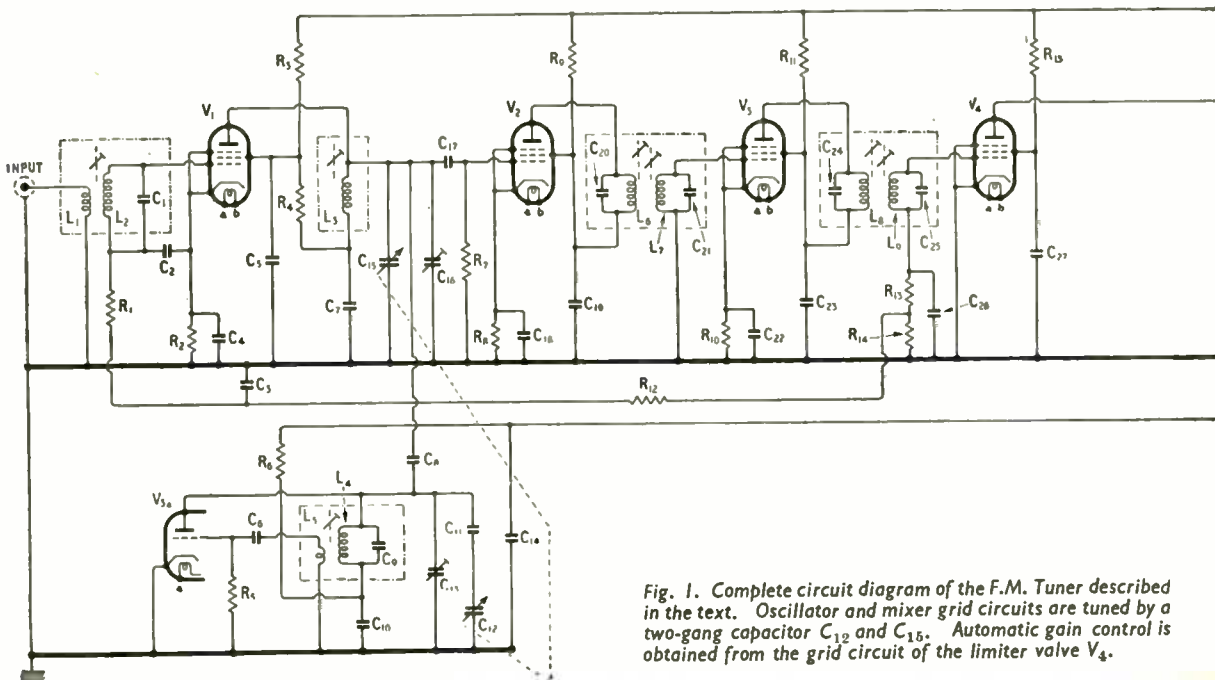 R₃
R₉
R₁₁
R₁₅
V₁
V₂
V₃
V₄
INPUT
L₁
L₂
C₁
C₂
R₄
L₃
C₁₇
C₂₀
L₆
L₇
C₂₁
C₂₄
L₈
L₉
C₂₅
a b
a b
a b
a b
R₁
R₂
C₄
C₅
C₇
C₁₅
C₁₆
R₇
R₈
C₁₈
C₁₉
R₁₀
C₂₂
C₂₃
R₁₃
R₁₄
C₂₆
C₂₇
C₃
R₁₂
R₆
C₈
V₅ₐ
C₆
L₅
L₄
C₉
C₁₁
C₁₄
a
R₅
C₁₀
C₁₃
C₁₂
Fig. 1. Complete circuit diagram of the F.M. Tuner described
in the text. Oscillator and mixer grid circuits are tuned by a
two-gang capacitor C₁₂ and C₁₅. Automatic gain control is
obtained from the grid circuit of the limiter valve V₄.